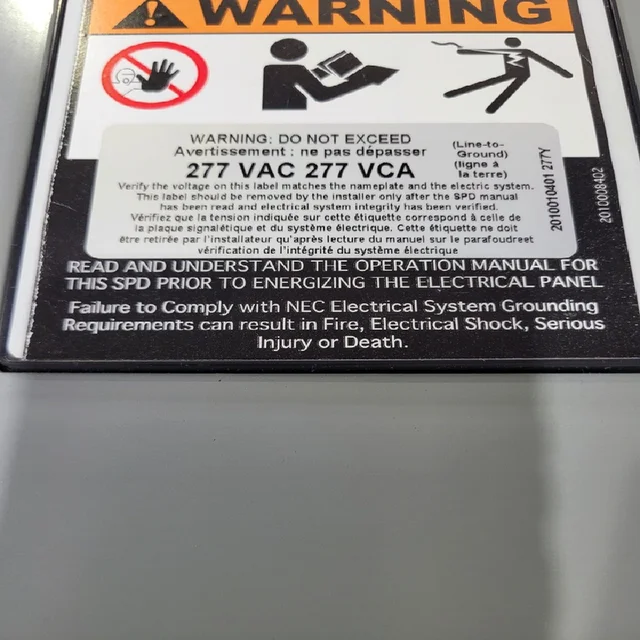 WARNING
WARNING: DO NOT EXCEED
Avertissement : ne pas dépasser
277 VAC 277 VCA
(Line-to-
Ground)
(ligne à
la terre)
Verify the voltage on this label matches the nameplate and the electric system.
This label should be removed by the installer only after the SPD manual
has been read and electrical system integrity has been verified.
Vérifiez que la tension indiquée sur cette étiquette correspond à celle de
la plaque signalétique et du système électrique. Cette étiquette ne doit
être retirée par l'installateur qu'après lecture du manuel sur le parafoudreet
vérification de l'intégrité du système électrique
2010010401 277Y
2010008402
READ AND UNDERSTAND THE OPERATION MANUAL FOR
THIS SPD PRIOR TO ENERGIZING THE ELECTRICAL PANEL
Failure to Comply with NEC Electrical System Grounding
Requirements can result in Fire, Electrical Shock, Serious
Injury or Death.